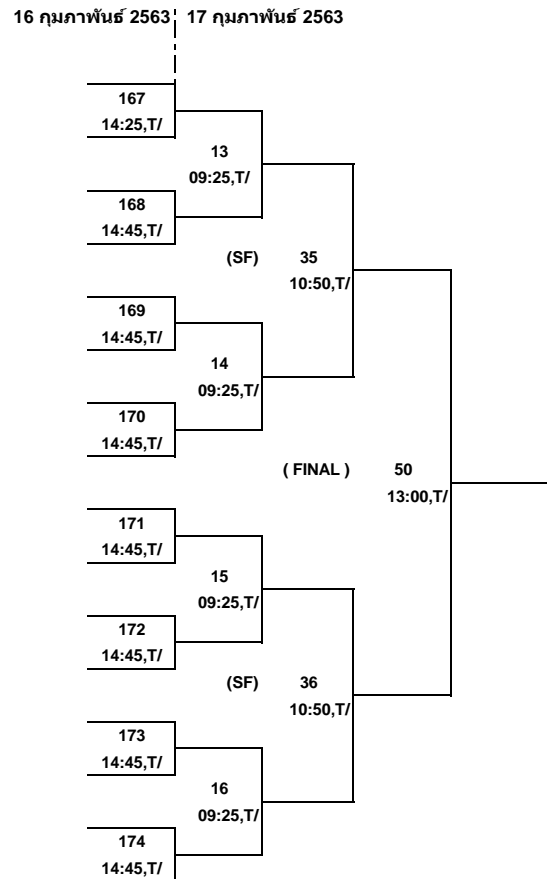 16 กุมภาพันธ์ 2563 17 กุมภาพันธ์ 2563
167
14:25,T/
13
09:25,T/
168
14:45,T/
(SF) 35
10:50,T/
169
14:45,T/
14
09:25,T/
170
14:45,T/
( FINAL ) 50
13:00,T/
171
14:45,T/
15
09:25,T/
172
14:45,T/
(SF) 36
10:50,T/
173
14:45,T/
16
09:25,T/
174
14:45,T/